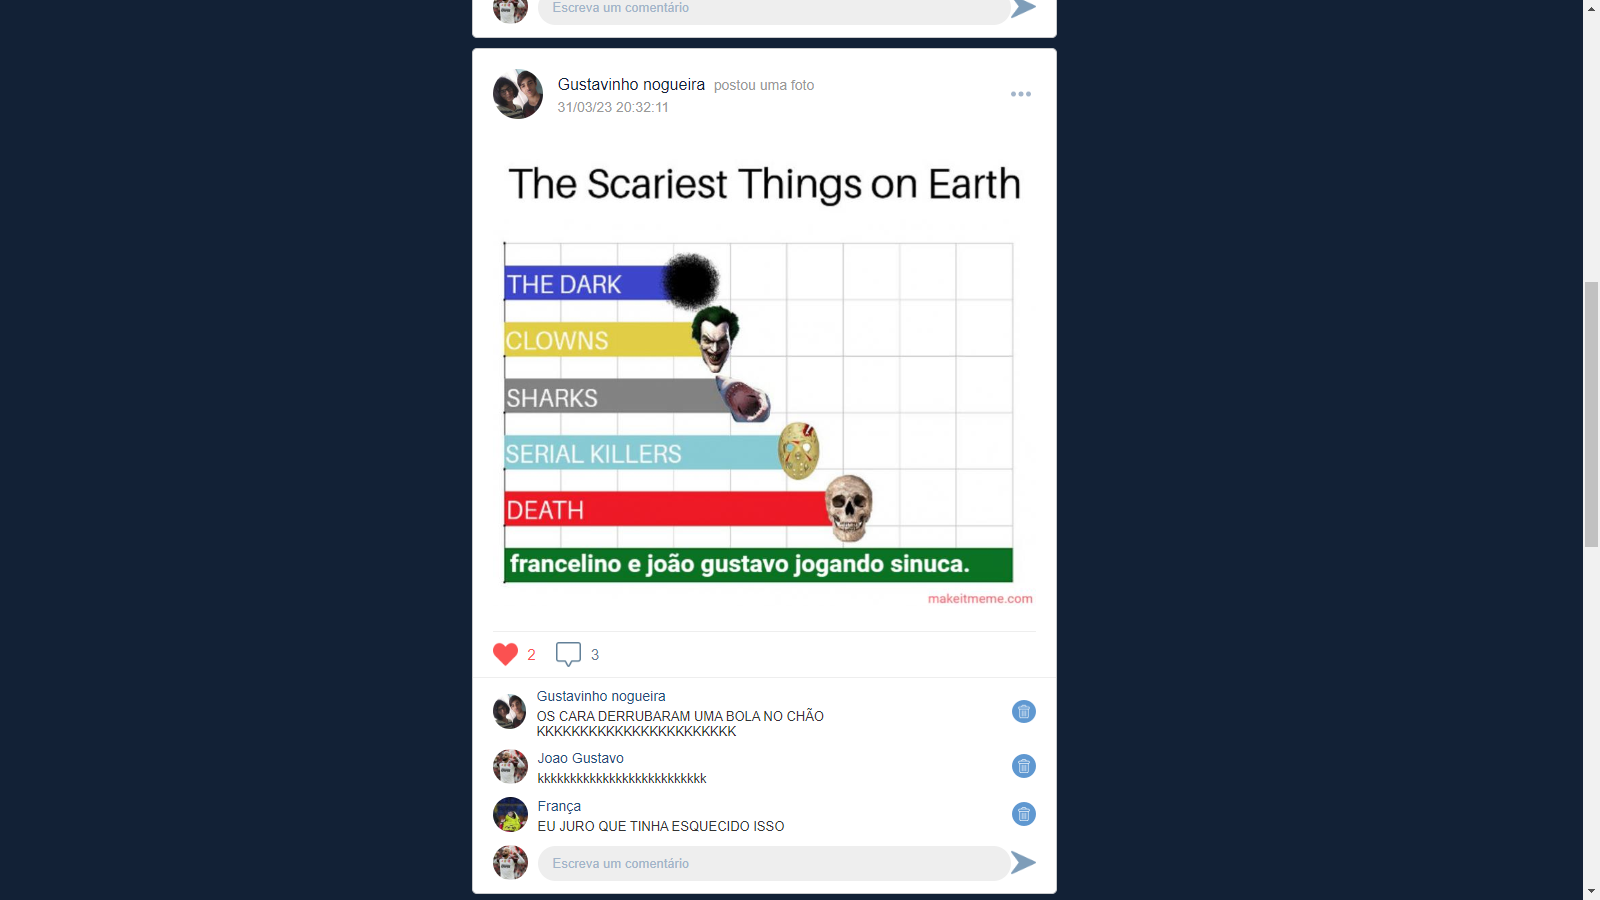 Escreva um comentário
Gustavinho nogueira postou uma foto
31/03/23 20:32:11
The Scariest Things on Earth
THE DARK
CLOWNS
SHARKS
SERIAL KILLERS
DEATH
francelino e joão gustavo jogando sinuca.
makeitmeme.com
2 3
Gustavinho nogueira
OS CARA DERRUBARAM UMA BOLA NO CHÃO
KKKKKKKKKKKKKKKKKKKKKKK
Joao Gustavo
kkkkkkkkkkkkkkkkkkkkkkkkkk
França
EU JURO QUE TINHA ESQUECIDO ISSO
Escreva um comentário